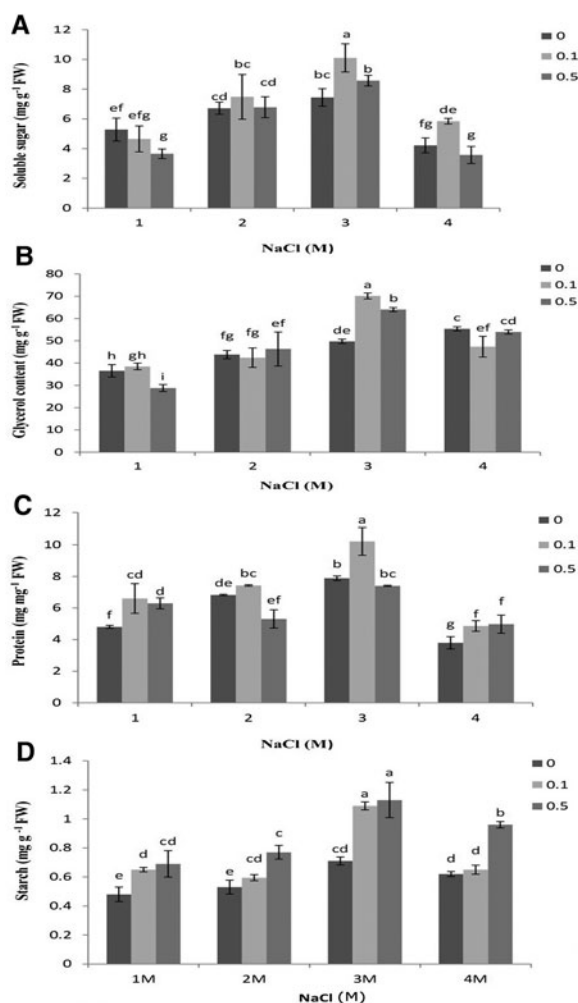 A
Soluble sugar (mg g⁻¹ FW)
12
10
8
6
4
2
0
ef efg g
cd c cd
bc a b
fg de g
1 2 3 4
NaCl (M)
0
0.1
0.5
B
Glycerol content (mg g⁻¹ FW)
80
70
60
50
40
30
20
10
0
h gh i
fg fg ef
de a b
c ef cd
1 2 3 4
NaCl (M)
0
0.1
0.5
C
Protein (mg mg⁻¹ FW)
12
10
8
6
4
2
0
f cd d
de bc ef
b a bc
g f f
1 2 3 4
NaCl (M)
0
0.1
0.5
D
Starch (mg g⁻¹ FW)
1.4
1.2
1
0.8
0.6
0.4
0.2
0
e d cd
e cd c
cd a a
d d b
1M 2M 3M 4M
NaCl (M)
0
0.1
0.5